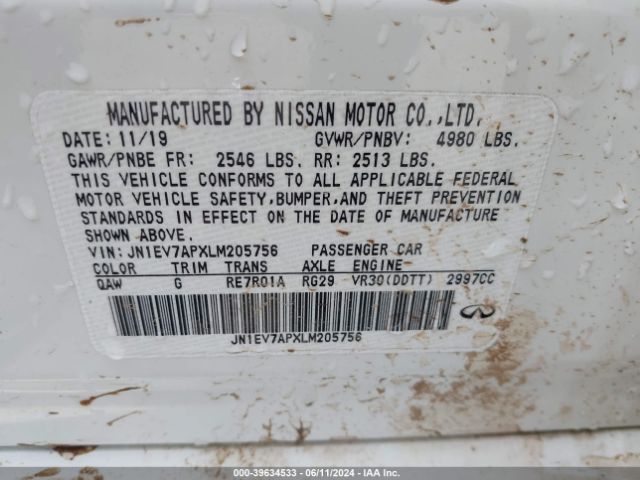 MANUFACTURED BY NISSAN MOTOR CO.,LTD.
DATE: 11/19 GVWR/PNBV: 4980 LBS.
GAWR/PNBE FR: 2546 LBS. RR: 2513 LBS.
THIS VEHICLE CONFORMS TO ALL APPLICABLE FEDERAL
MOTOR VEHICLE SAFETY,BUMPER,AND THEFT PREVENTION
STANDARDS IN EFFECT ON THE DATE OF MANUFACTURE
SHOWN ABOVE.
VIN: JN1EV7APXLM205756 PASSENGER CAR
COLOR TRIM TRANS AXLE ENGINE
QAW G RE7R01A RG29 VR30(DDTT) 2997CC
JN1EV7APXLM205756
000-39634533 - 06/11/2024 - IAA Inc.